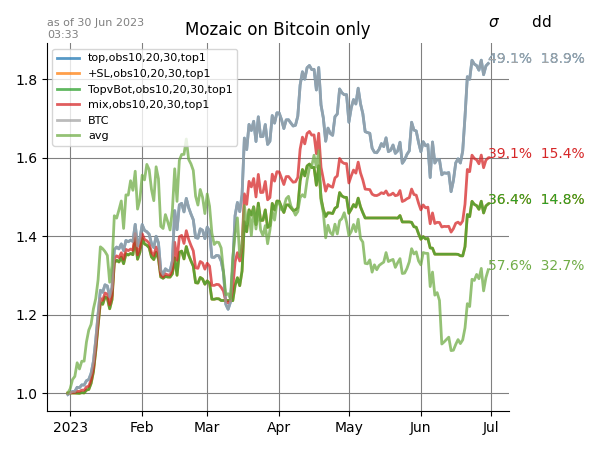 as of 30 Jun 2023
03:33
Mozaic on Bitcoin only
σ dd
top,obs10,20,30,top1
+SL,obs10,20,30,top1
TopvBot,obs10,20,30,top1
mix,obs10,20,30,top1
BTC
avg
49.1% 18.9%
39.1% 15.4%
36.4% 14.8%
57.6% 32.7%
1.8
1.6
1.4
1.2
1.0
2023 Feb Mar Apr May Jun Jul